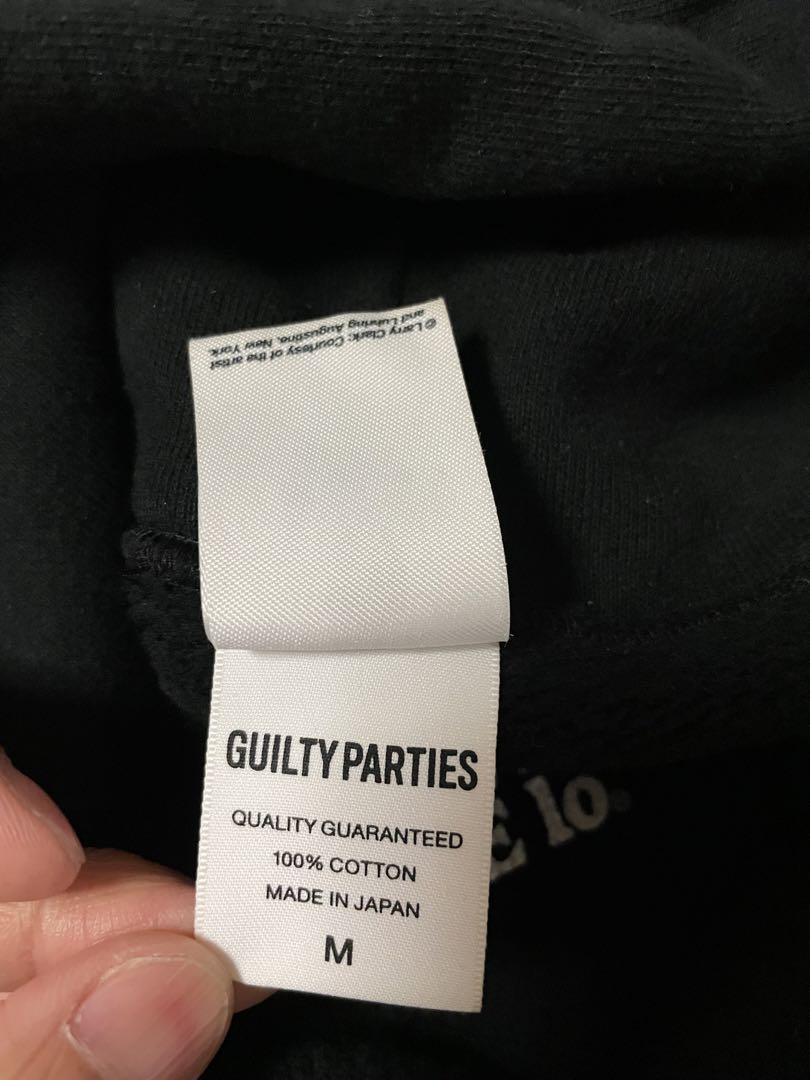 © Larry Clark; Courtesy of the artist
and Luhring Augustine, New York.
GUILTY PARTIES
QUALITY GUARANTEED
100% COTTON
MADE IN JAPAN
M
E lo.